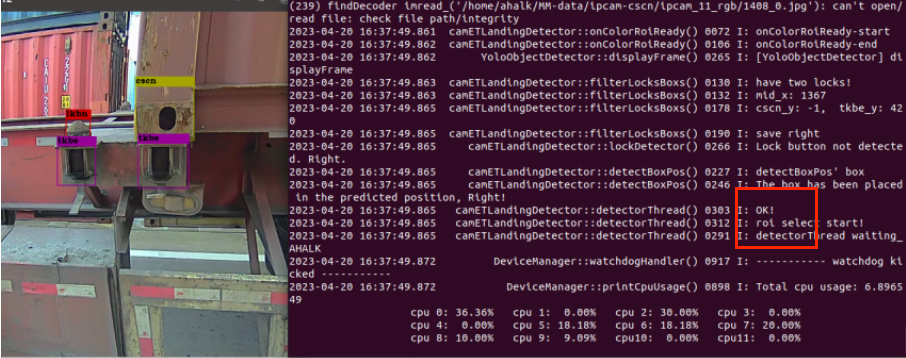 cscn
tkbn
tkbe
tkbe
(239) findDecoder imread_('/home/ahalk/MM-data/ipcam-cscn/ipcam_11_rgb/1408_0.jpg'): can't open/
read file: check file path/integrity
2023-04-20 16:37:49.861 camETLandingDetector::onColorRoiReady() 0072 I: onColorRoiReady-start
2023-04-20 16:37:49.862 camETLandingDetector::onColorRoiReady() 0106 I: onColorRoiReady-end
2023-04-20 16:37:49.862 YoloObjectDetector::displayFrame() 0265 I: [YoloObjectDetector] di
splayFrame
2023-04-20 16:37:49.863 camETLandingDetector::filterLocksBoxs() 0130 I: have two locks!
2023-04-20 16:37:49.863 camETLandingDetector::filterLocksBoxs() 0132 I: mid_x: 1367
2023-04-20 16:37:49.865 camETLandingDetector::filterLocksBoxs() 0178 I: cscn_y: -1, tkbe_y: 42
0
2023-04-20 16:37:49.865 camETLandingDetector::filterLocksBoxs() 0190 I: save right
2023-04-20 16:37:49.865 camETLandingDetector::lockDetector() 0266 I: Lock button not detecte
d. Right.
2023-04-20 16:37:49.865 camETLandingDetector::detectBoxPos() 0227 I: detectBoxPos' box
2023-04-20 16:37:49.865 camETLandingDetector::detectBoxPos() 0246 I: The box has been placed
in the predicted position, Right!
2023-04-20 16:37:49.865 camETLandingDetector::detectorThread() 0303 I: OK!
2023-04-20 16:37:49.865 camETLandingDetector::detectorThread() 0312 I: roi select start!
2023-04-20 16:37:49.865 camETLandingDetector::detectorThread() 0291 I: detectorThread waiting_
AHALK
2023-04-20 16:37:49.872 DeviceManager::watchdogHandler() 0917 I: ----------- watchdog ki
cked -----------
2023-04-20 16:37:49.872 DeviceManager::printCpuUsage() 0898 I: Total cpu usage: 6.8965
49
cpu 0: 36.36% cpu 1: 0.00% cpu 2: 30.00% cpu 3: 0.00%
cpu 4: 0.00% cpu 5: 18.18% cpu 6: 18.18% cpu 7: 20.00%
cpu 8: 10.00% cpu 9: 9.09% cpu10: 0.00% cpu11: 0.00%